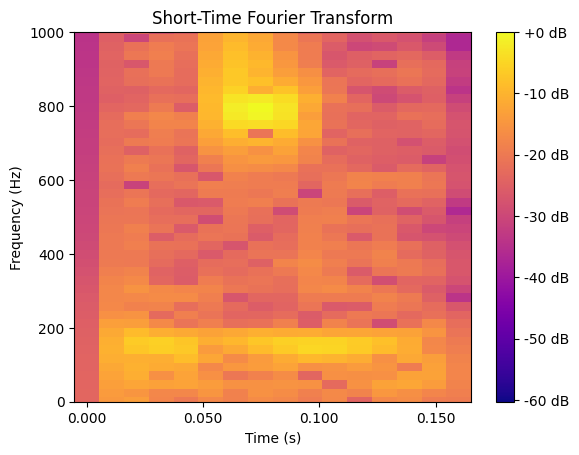 Short-Time Fourier Transform
1000
800
600
400
200
0
Frequency (Hz)
0.000
0.050
0.100
0.150
Time (s)
+0 dB
-10 dB
-20 dB
-30 dB
-40 dB
-50 dB
-60 dB